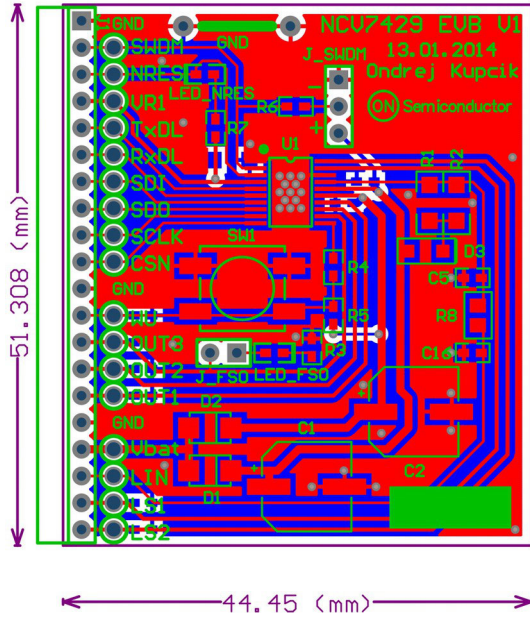 J1
GND
GND
NCV7429 EVB V1
13.01.2014
Ondrej Kupcik
ON Semiconductor
SWDM
NRES
VR1
TxDL
RxDL
SDI
SDO
SCLK
CSN
GND
WU
OUT3
OUT2
OUT1
GND
Vbat
LIN
LS1
LS2
J_SWDM
-
+
LED_NRES
R6
R7
U1
R1
R2
SW1
D3
R4
C5
R5
R8
R3
C16
J_FSO
LED_FSO
D2
C1
+
+
C2
D1
51.308 (mm)
44.45 (mm)